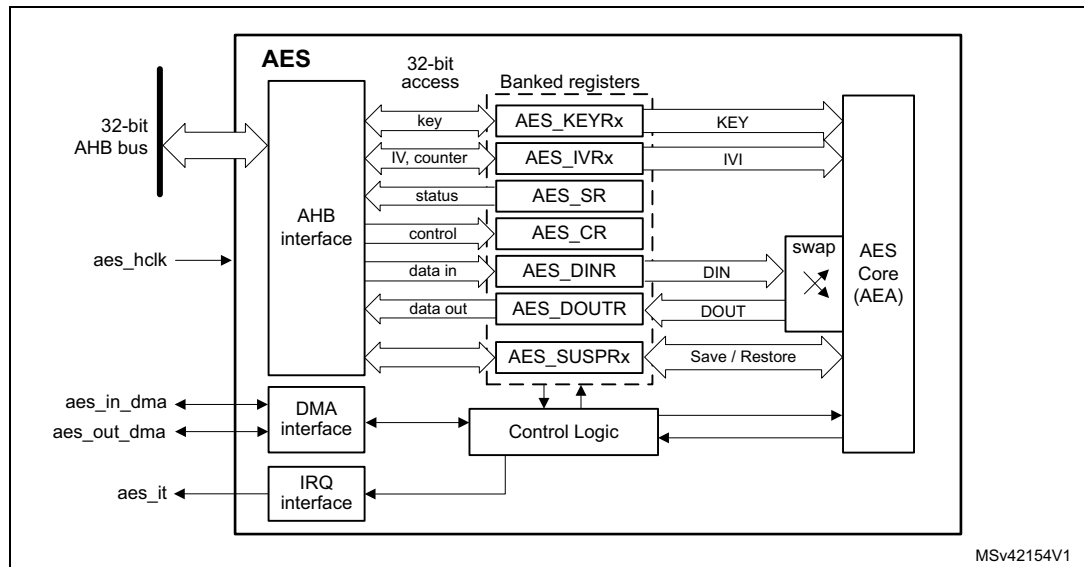 AES
32-bit
access
Banked registers
32-bit
AHB bus
AHB
interface
key
AES_KEYRx
KEY
IV, counter
AES_IVRx
IVI
status
AES_SR
control
AES_CR
aes_hclk
data in
AES_DINR
DIN
swap
AES
Core
(AEA)
data out
AES_DOUTR
DOUT
AES_SUSPRx
Save / Restore
aes_in_dma
aes_out_dma
DMA
interface
Control Logic
aes_it
IRQ
interface
MSv42154V1